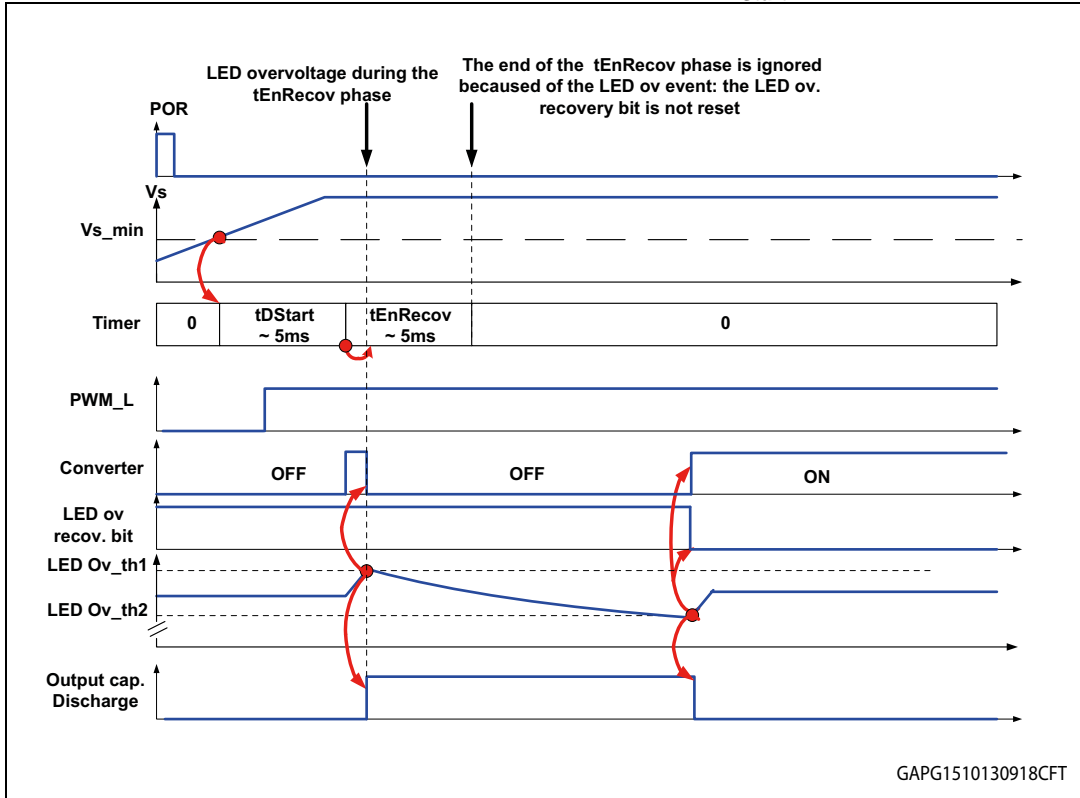 LED overvoltage during the
tEnRecov phase
The end of the tEnRecov phase is ignored
becaused of the LED ov event: the LED ov.
recovery bit is not reset
POR
Vs
Vs_min
Timer
0
tDStart
~ 5ms
tEnRecov
~ 5ms
0
PWM_L
Converter
OFF
OFF
ON
LED ov
recov. bit
LED Ov_th1
LED Ov_th2
Output cap.
Discharge
GAPG1510130918CFT